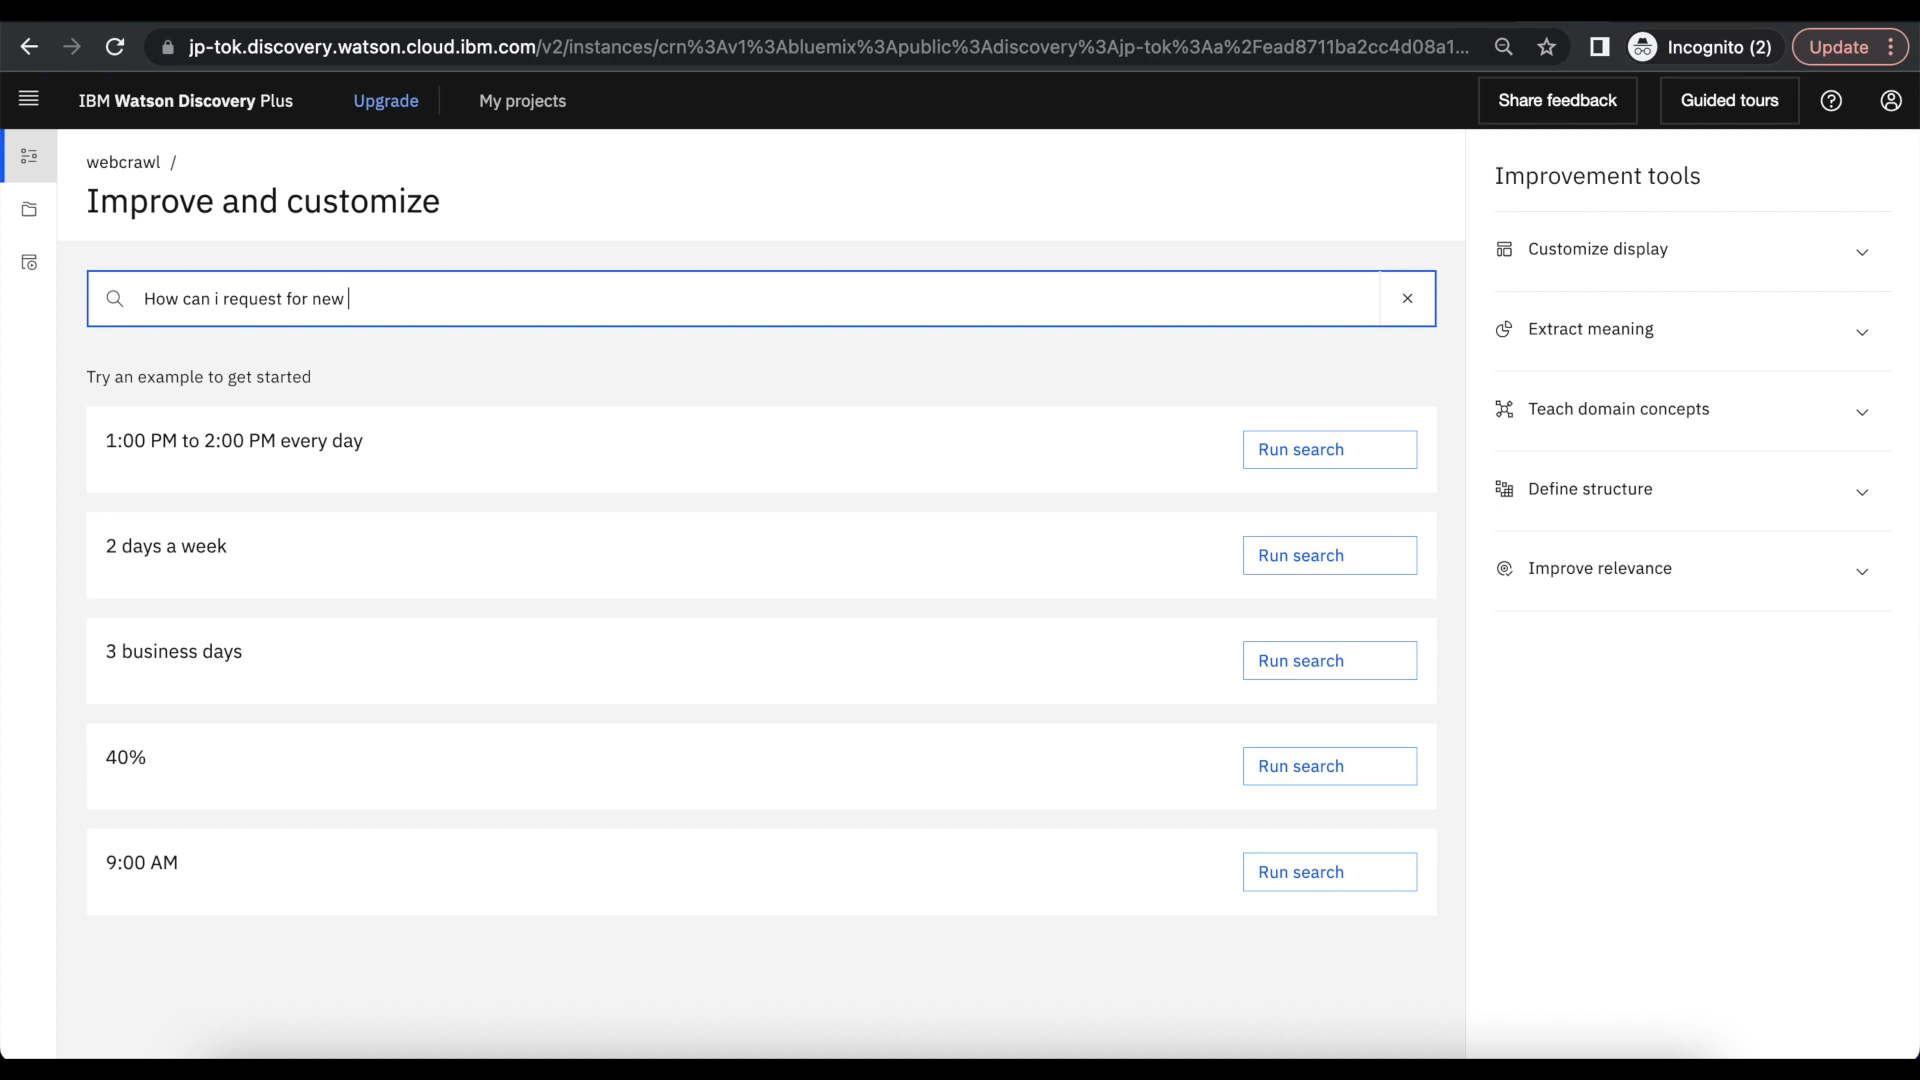 jp-tok.discovery.watson.cloud.ibm.com/v2/instances/crn%3Av1%3Abluemix%3Apublic%3Adiscovery%3Ajp-tok%3Aa%2Fead8711ba2cc4d08a1...
Incognito (2)
Update
IBM Watson Discovery Plus
Upgrade
My projects
Share feedback
Guided tours
webcrawl /
Improve and customize
How can i request for new
Try an example to get started
1:00 PM to 2:00 PM every day
Run search
2 days a week
Run search
3 business days
Run search
40%
Run search
9:00 AM
Run search
Improvement tools
Customize display
Extract meaning
Teach domain concepts
Define structure
Improve relevance